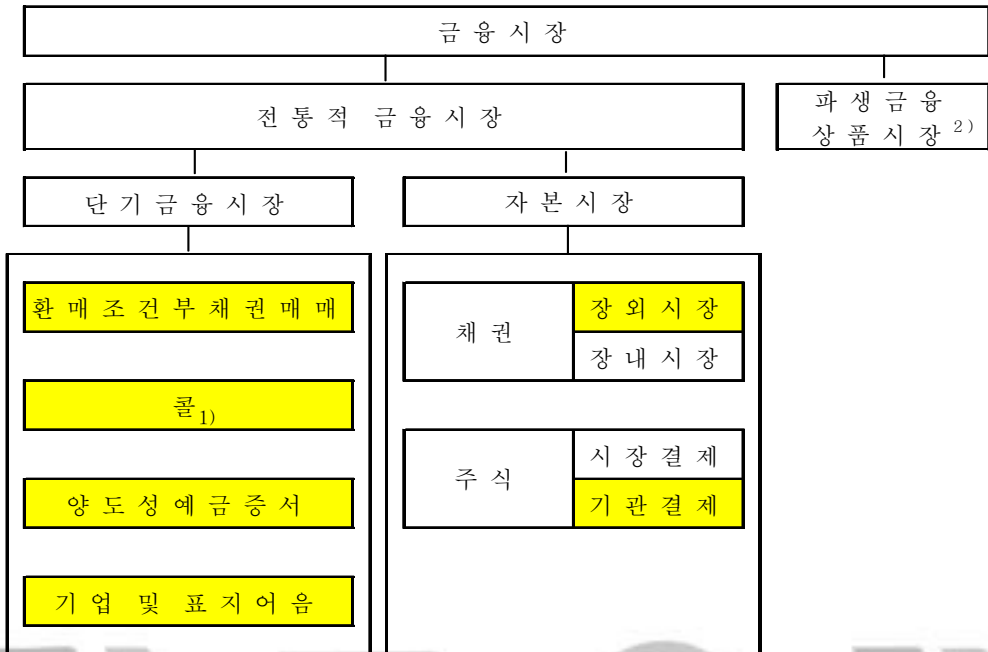 금융시장
전통적 금융시장
파생금융
상품시장2)
단기금융시장
자본시장
환매조건부채권매매
콜1)
양도성예금증서
기업 및 표지어음
채권
장외시장
장내시장
주식
시장결제
기관결제